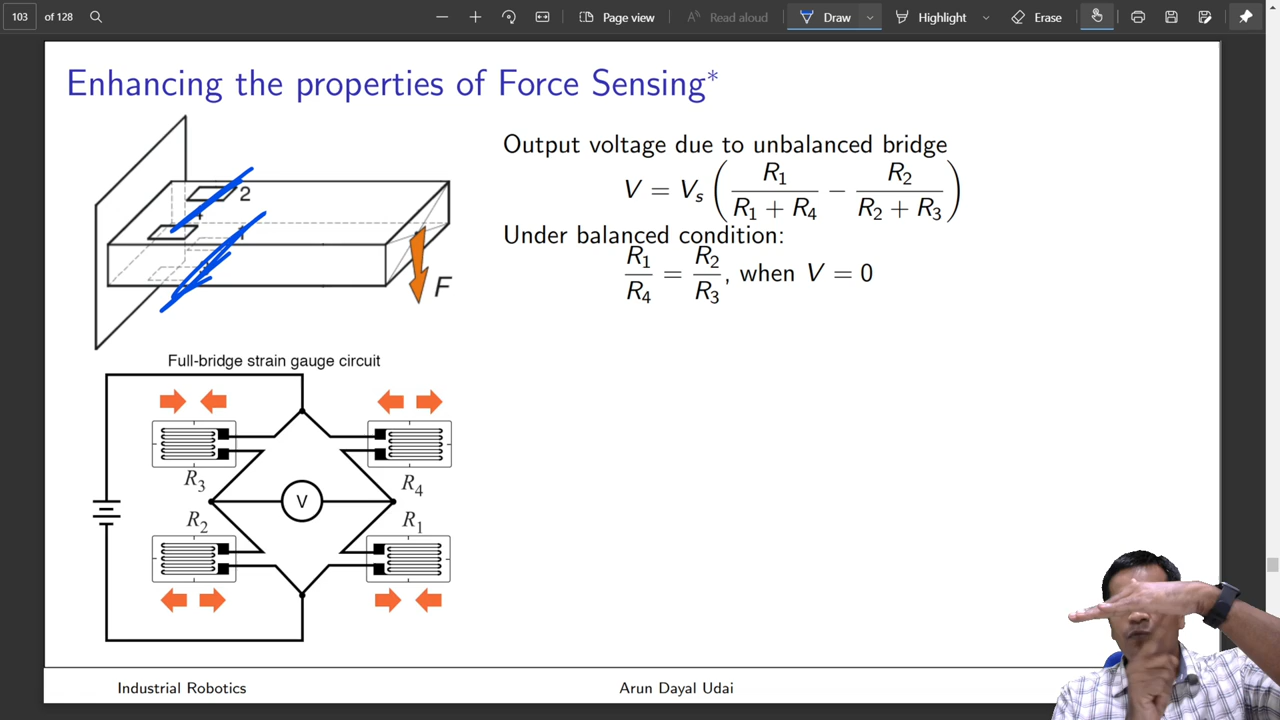 103 of 128
Page view
Read aloud
Draw
Highlight
Erase
Enhancing the properties of Force Sensing*
2
F
Output voltage due to unbalanced bridge
V = Vs ( R1 / (R1 + R4) − R2 / (R2 + R3) )
Under balanced condition:
R1 / R4 = R2 / R3, when V = 0
Full-bridge strain gauge circuit
R3
R4
V
R2
R1
Industrial Robotics
Arun Dayal Udai